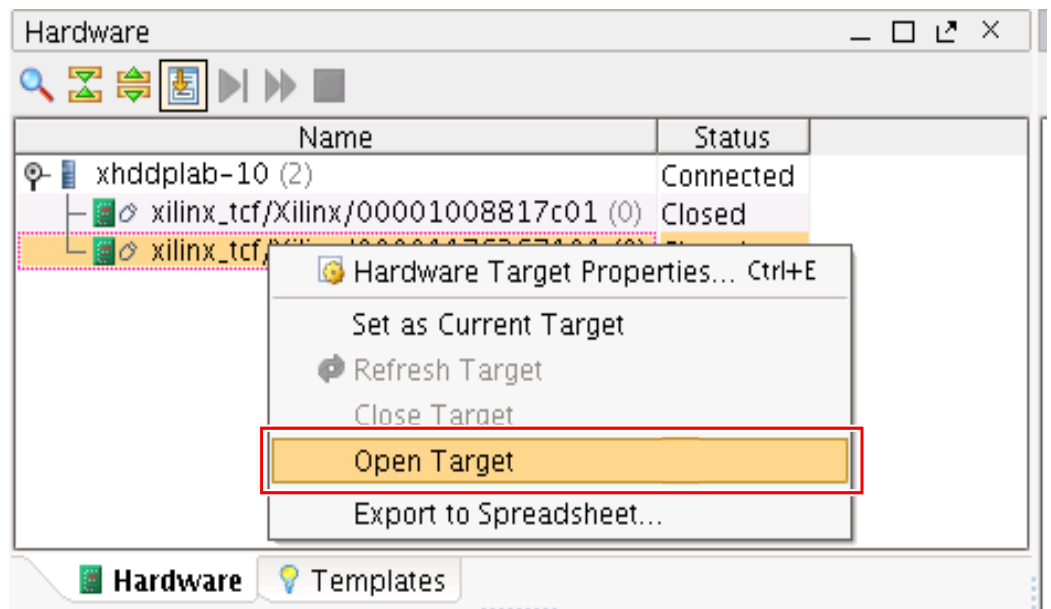 Hardware
Name Status
xhddplab-10 (2) Connected
xilinx_tcf/Xilinx/00001008817c01 (0) Closed
xilinx_tcf
Hardware Target Properties... Ctrl+E
Set as Current Target
Refresh Target
Close Target
Open Target
Export to Spreadsheet...
Hardware Templates